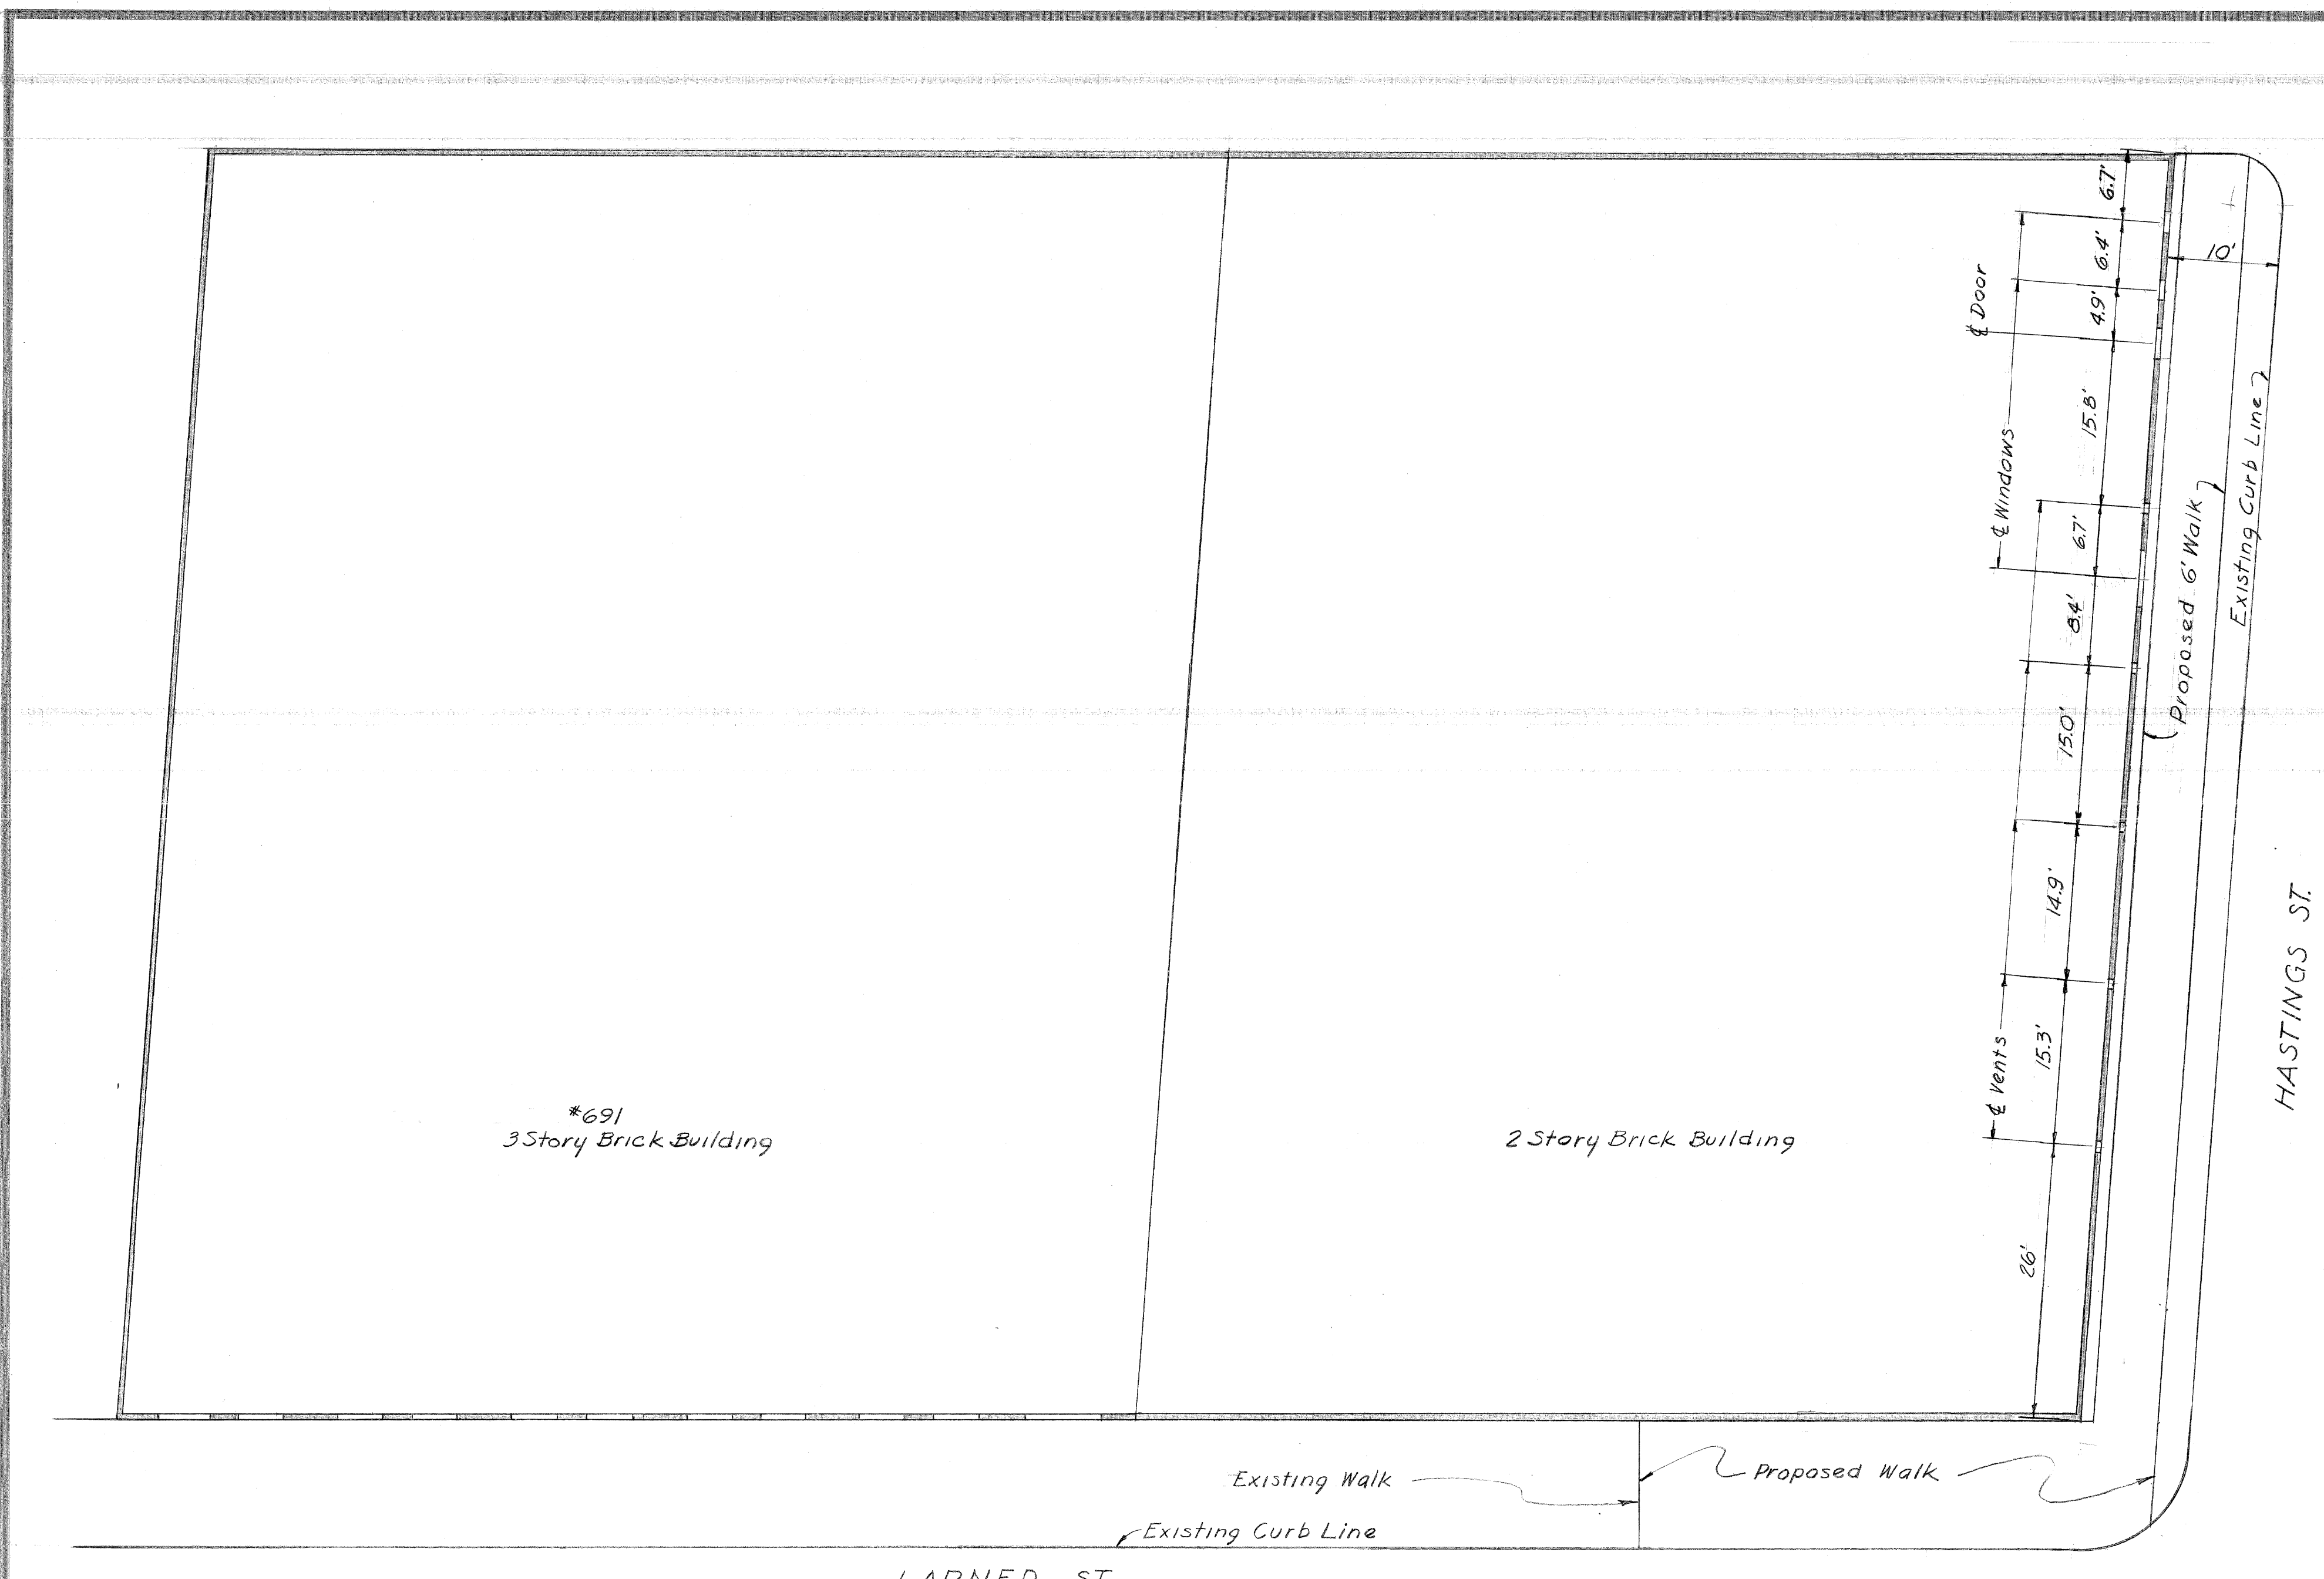 6.7'
6.4'
10'
4.9'
℄ Door
15.8'
℄ Windows
6.7'
8.4'
15.0'
14.9'
15.3'
℄ Vents
26'
Proposed 6' Walk
Existing Curb Line
HASTINGS ST.
#691
3 Story Brick Building
2 Story Brick Building
Existing Walk
Proposed Walk
Existing Curb Line
LARNED ST.